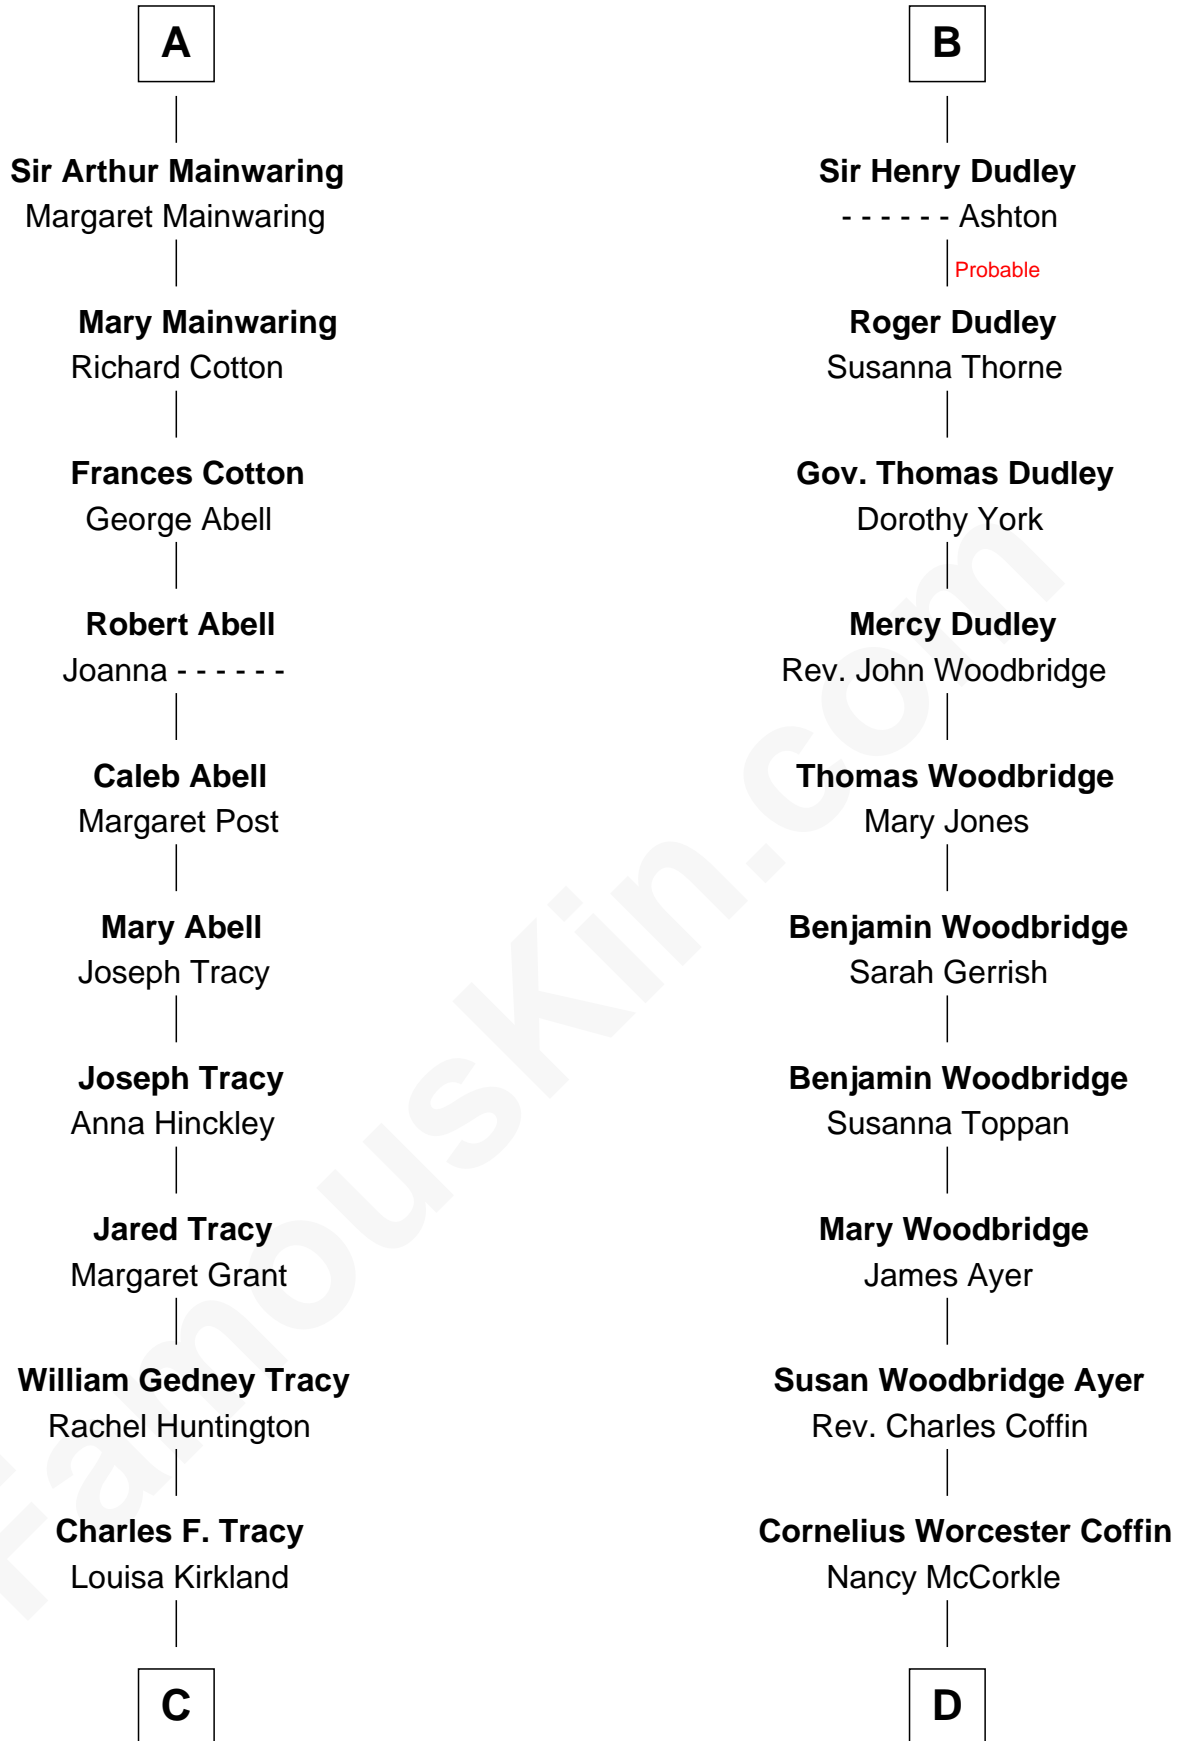 A
Sir Arthur Mainwaring
Margaret Mainwaring
Mary Mainwaring
Richard Cotton
Frances Cotton
George Abell
Robert Abell
Joanna - - - - - -
Caleb Abell
Margaret Post
Mary Abell
Joseph Tracy
Joseph Tracy
Anna Hinckley
Jared Tracy
Margaret Grant
William Gedney Tracy
Rachel Huntington
Charles F. Tracy
Louisa Kirkland
C
B
Sir Henry Dudley
- - - - - - Ashton
Probable
Roger Dudley
Susanna Thorne
Gov. Thomas Dudley
Dorothy York
Mercy Dudley
Rev. John Woodbridge
Thomas Woodbridge
Mary Jones
Benjamin Woodbridge
Sarah Gerrish
Benjamin Woodbridge
Susanna Toppan
Mary Woodbridge
James Ayer
Susan Woodbridge Ayer
Rev. Charles Coffin
Cornelius Worcester Coffin
Nancy McCorkle
D
FamousKin.com